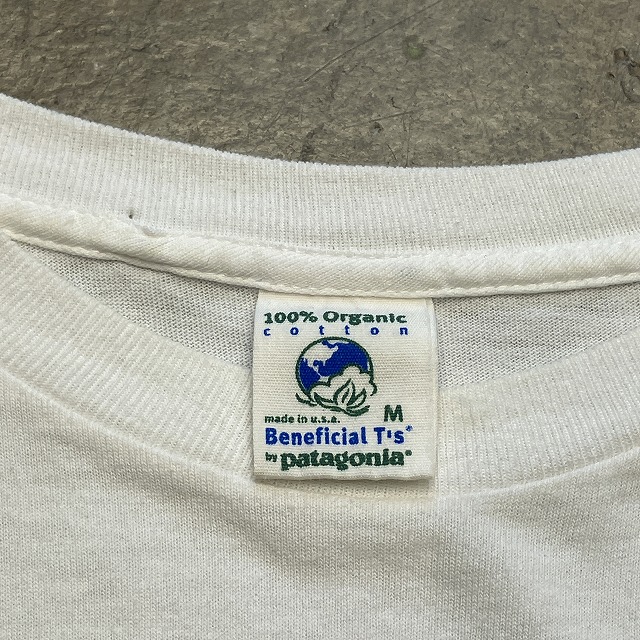 100% Organic
cotton
M
made in u.s.a.
Beneficial T's®
by patagonia®